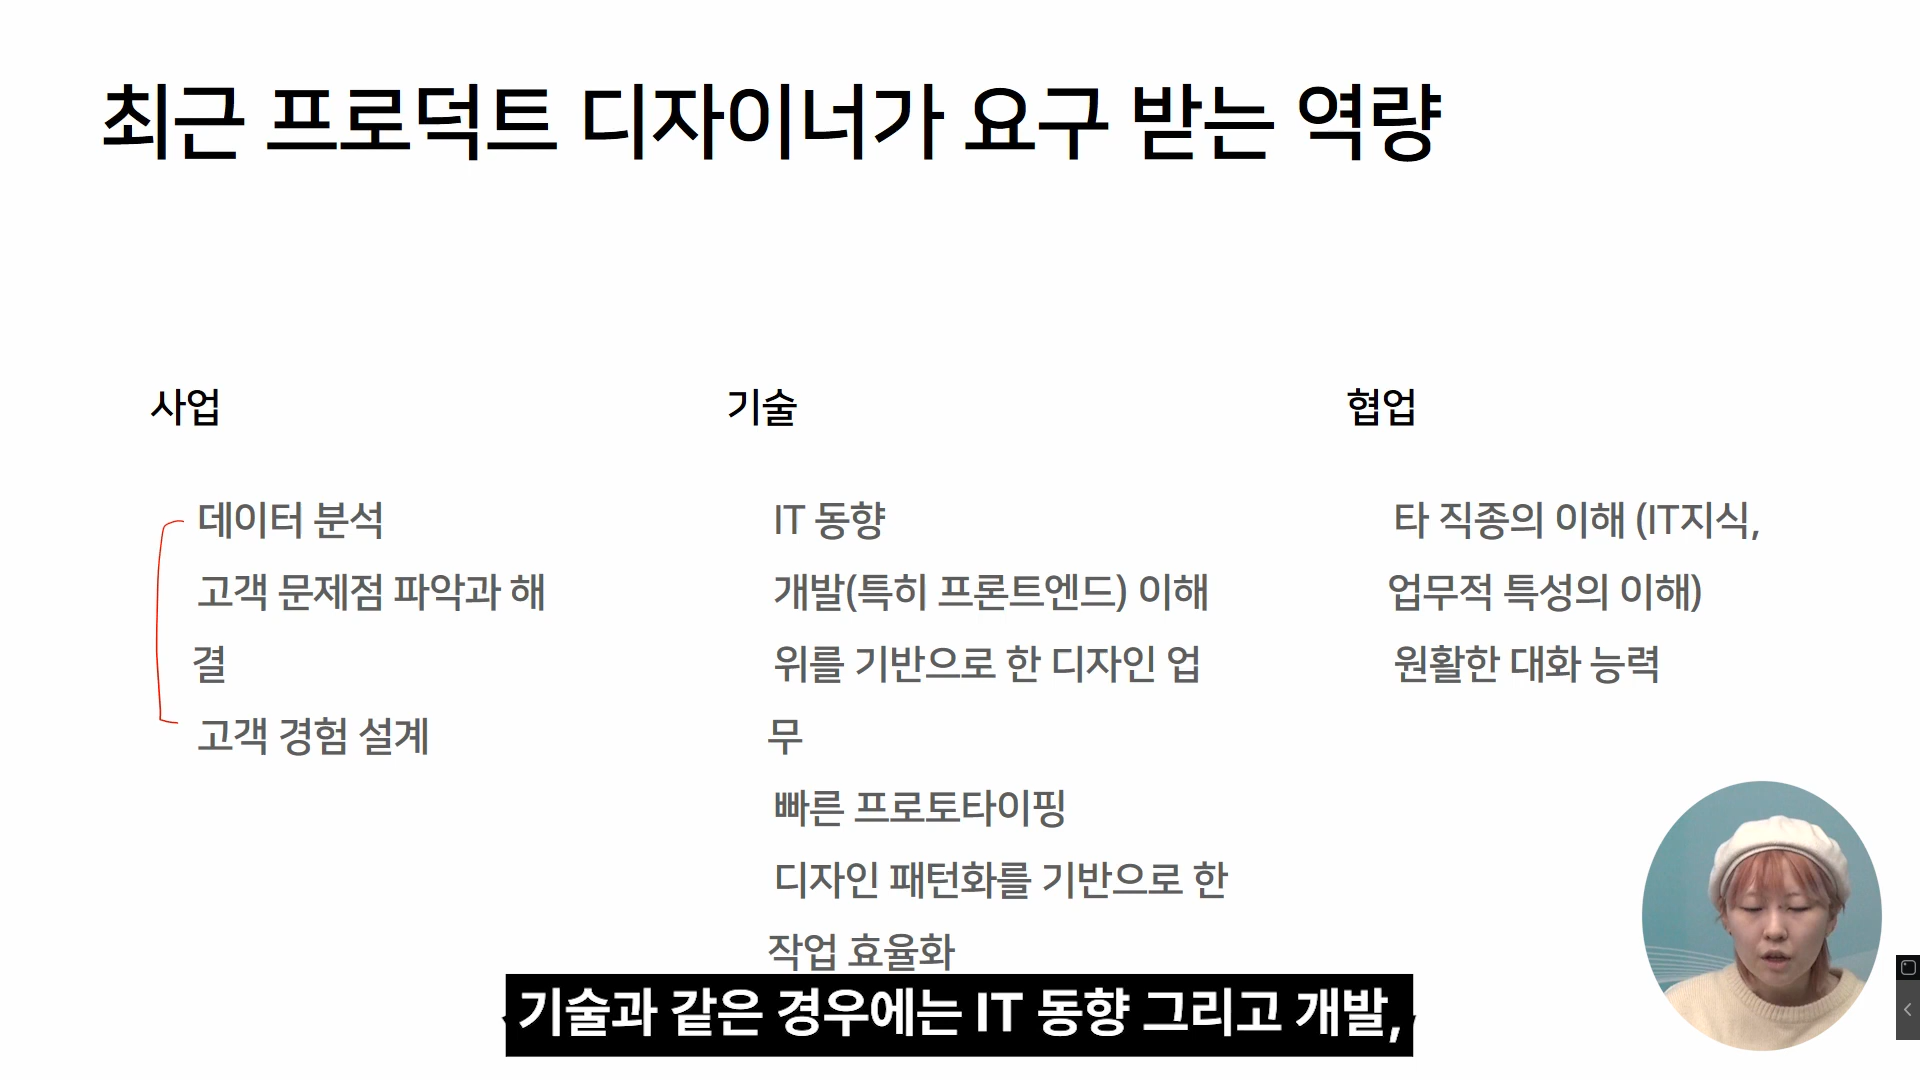 최근 프로덕트 디자이너가 요구 받는 역량
사업
데이터 분석
고객 문제점 파악과 해
결
고객 경험 설계
기술
IT 동향
개발(특히 프론트엔드) 이해
위를 기반으로 한 디자인 업
무
빠른 프로토타이핑
디자인 패턴화를 기반으로 한
작업 효율화
협업
타 직종의 이해 (IT지식,
업무적 특성의 이해)
원활한 대화 능력
기술과 같은 경우에는 IT 동향 그리고 개발,